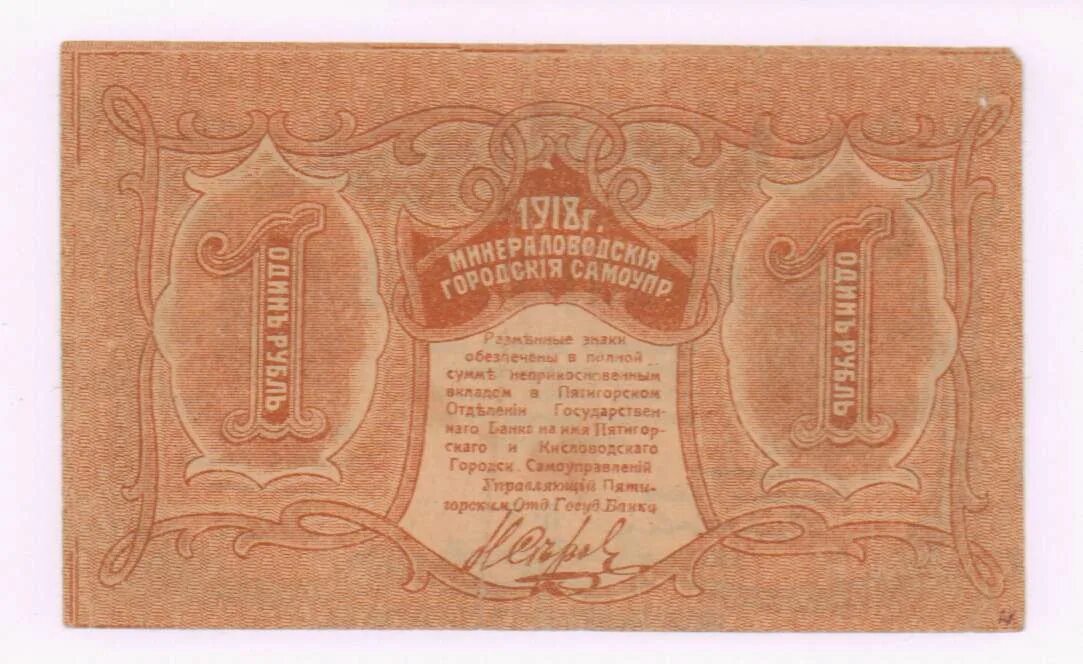 1918г.
МИНЕРАЛОВОДСКІЯ
ГОРОДСКІЯ САМОУПР.
1
ОДИНЪ РУБЛЬ
1
ОДИНЪ РУБЛЬ
Размѣнные знаки
обезпечены в полной
суммѣ неприкосновенным
вкладом в Пятигорском
Отдѣленіи Государствен-
наго Банка на имя Пятигор-
скаго и Кисловодскаго
Городск. Самоуправленій
Управляющій Пяти-
горским Отд Госуд. Банка